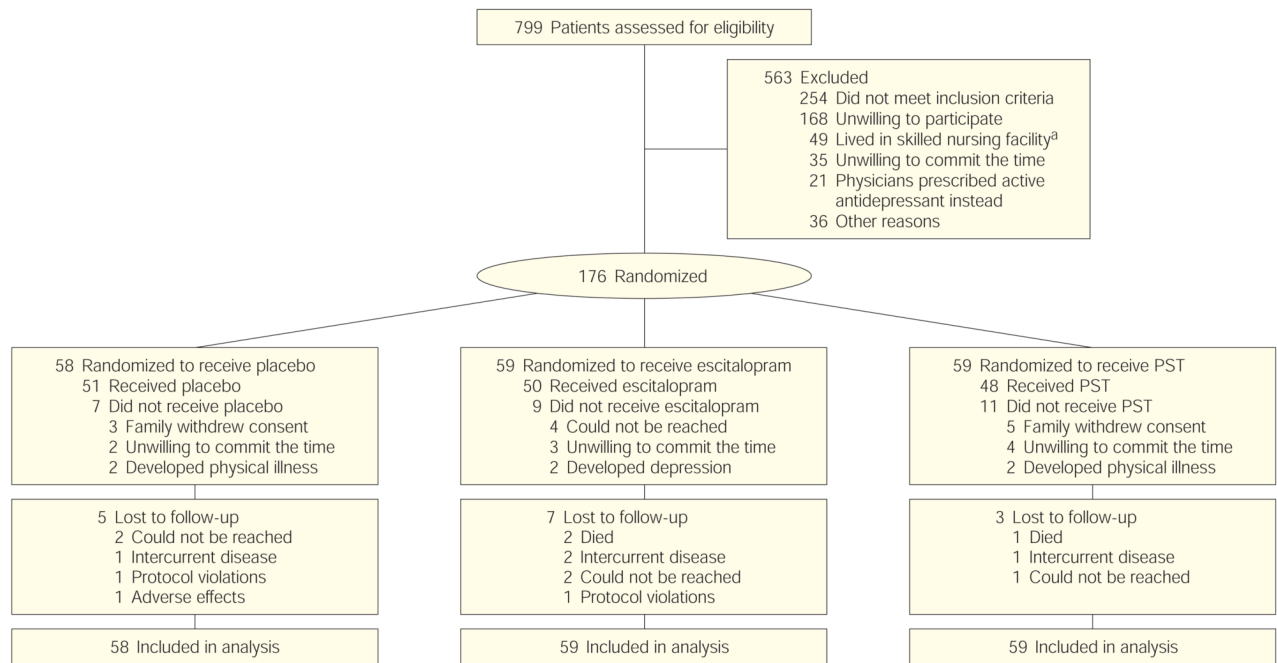 799 Patients assessed for eligibility
563 Excluded
254 Did not meet inclusion criteria
168 Unwilling to participate
49 Lived in skilled nursing facilityᵃ
35 Unwilling to commit the time
21 Physicians prescribed active
antidepressant instead
36 Other reasons
176 Randomized
58 Randomized to receive placebo
51 Received placebo
7 Did not receive placebo
3 Family withdrew consent
2 Unwilling to commit the time
2 Developed physical illness
59 Randomized to receive escitalopram
50 Received escitalopram
9 Did not receive escitalopram
4 Could not be reached
3 Unwilling to commit the time
2 Developed depression
59 Randomized to receive PST
48 Received PST
11 Did not receive PST
5 Family withdrew consent
4 Unwilling to commit the time
2 Developed physical illness
5 Lost to follow-up
2 Could not be reached
1 Intercurrent disease
1 Protocol violations
1 Adverse effects
7 Lost to follow-up
2 Died
2 Intercurrent disease
2 Could not be reached
1 Protocol violations
3 Lost to follow-up
1 Died
1 Intercurrent disease
1 Could not be reached
58 Included in analysis
59 Included in analysis
59 Included in analysis